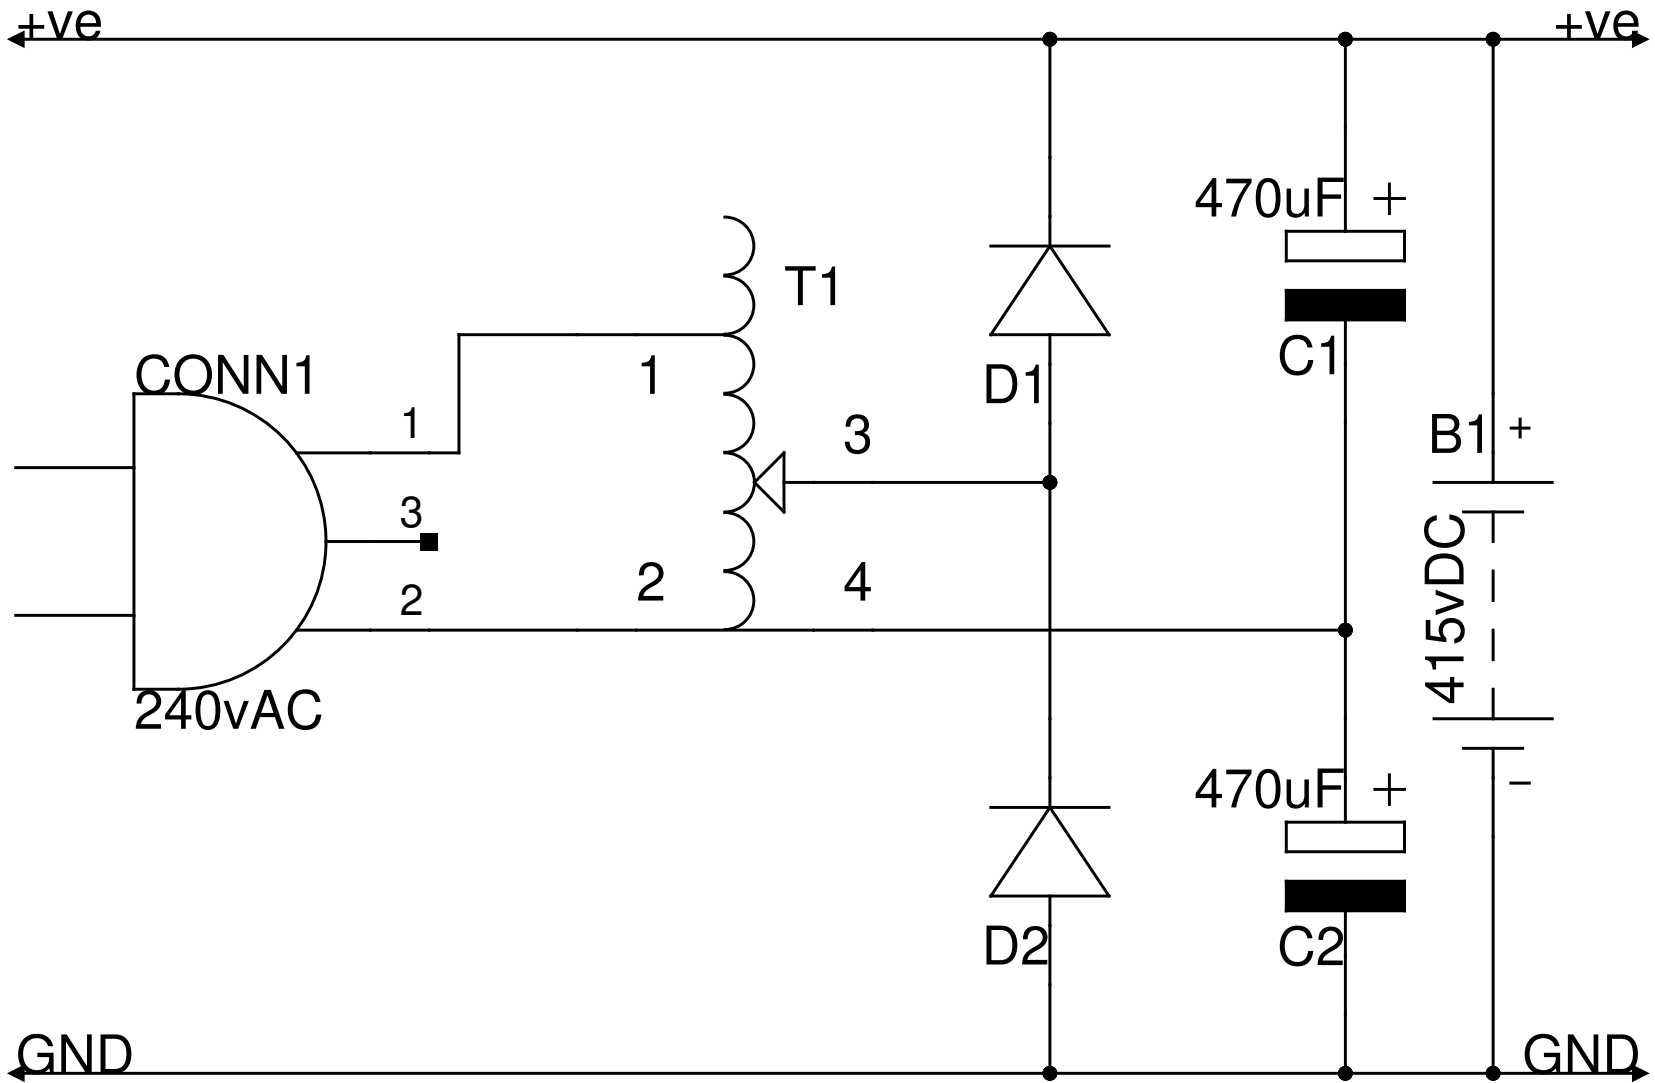 +ve +ve
470uF +
T1
CONN1 1 C1
D1
1 3 B1 +
3
2 4
2
415vDC
240vAC
470uF + -
D2 C2
GND GND